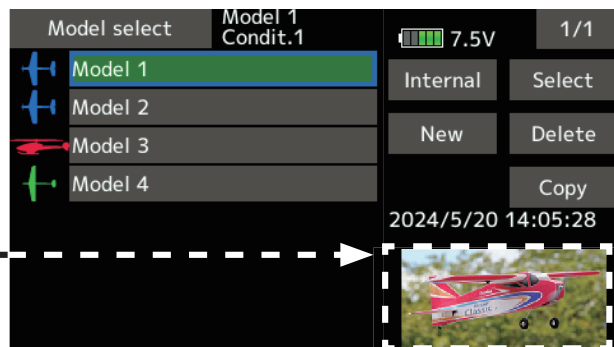 Model select
Model 1
Condit.1
7.5V
1/1
Model 1
Model 2
Model 3
Model 4
Internal
Select
New
Delete
Copy
2024/5/20 14:05:28
Classic